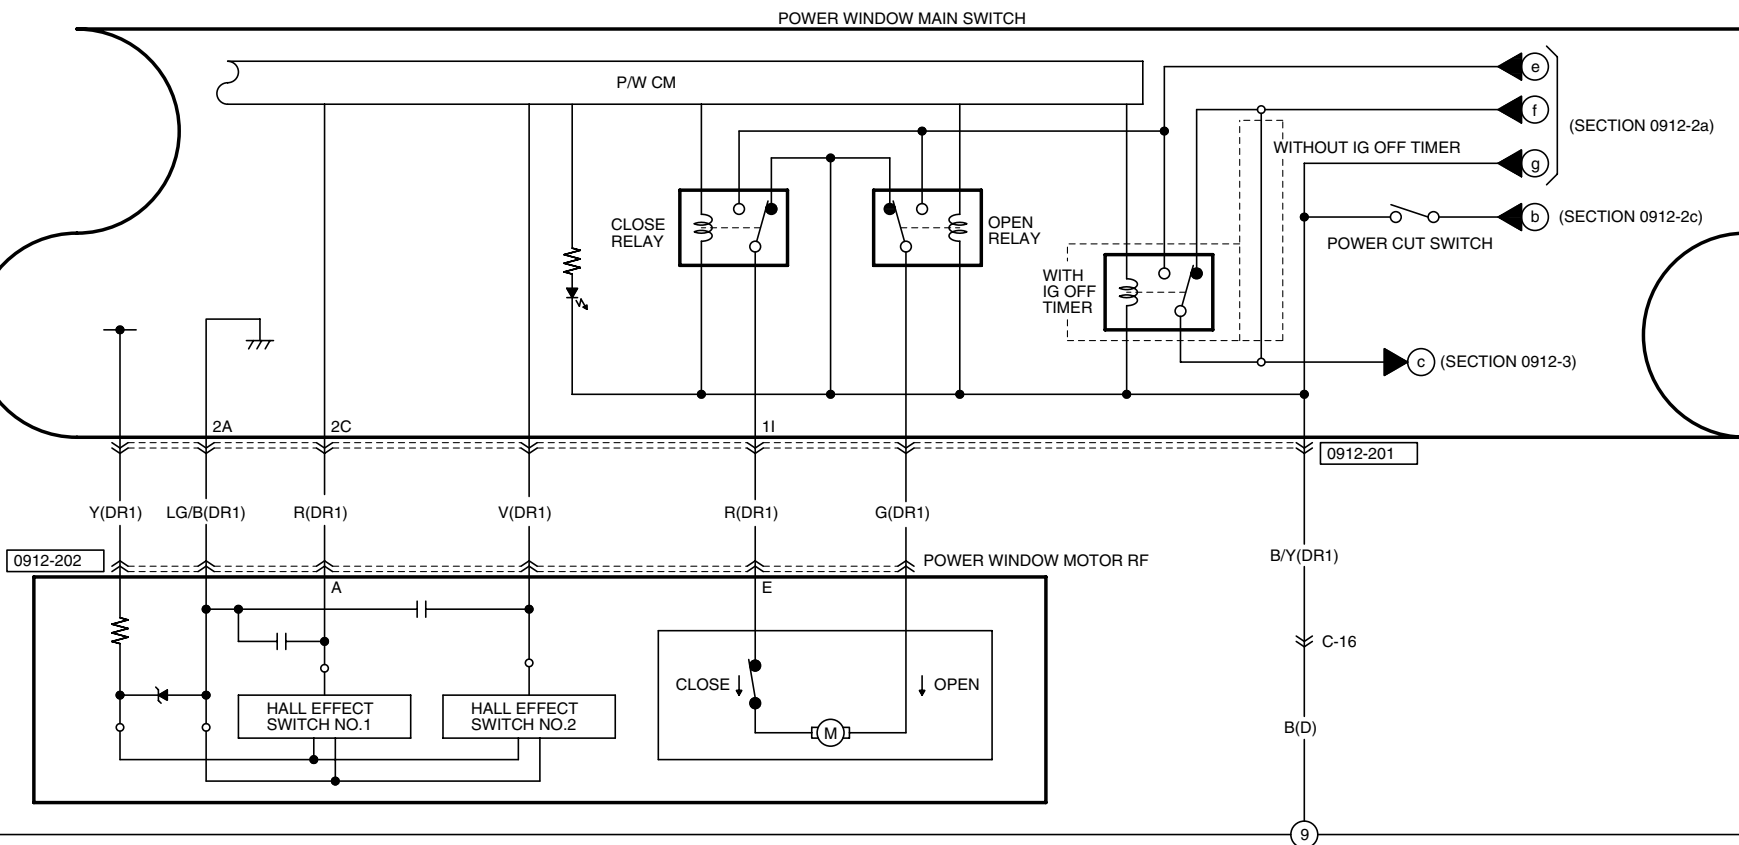 POWER WINDOW MAIN SWITCH
P/W CM
e
f
(SECTION 0912-2a)
WITHOUT IG OFF TIMER
g
b
(SECTION 0912-2c)
POWER CUT SWITCH
CLOSE
RELAY
OPEN
RELAY
WITH
IG OFF
TIMER
c
(SECTION 0912-3)
2A
2C
1I
0912-201
Y(DR1)
LG/B(DR1)
R(DR1)
V(DR1)
R(DR1)
G(DR1)
B/Y(DR1)
0912-202
POWER WINDOW MOTOR RF
A
E
C-16
CLOSE
OPEN
HALL EFFECT
SWITCH NO.1
HALL EFFECT
SWITCH NO.2
M
B(D)
9